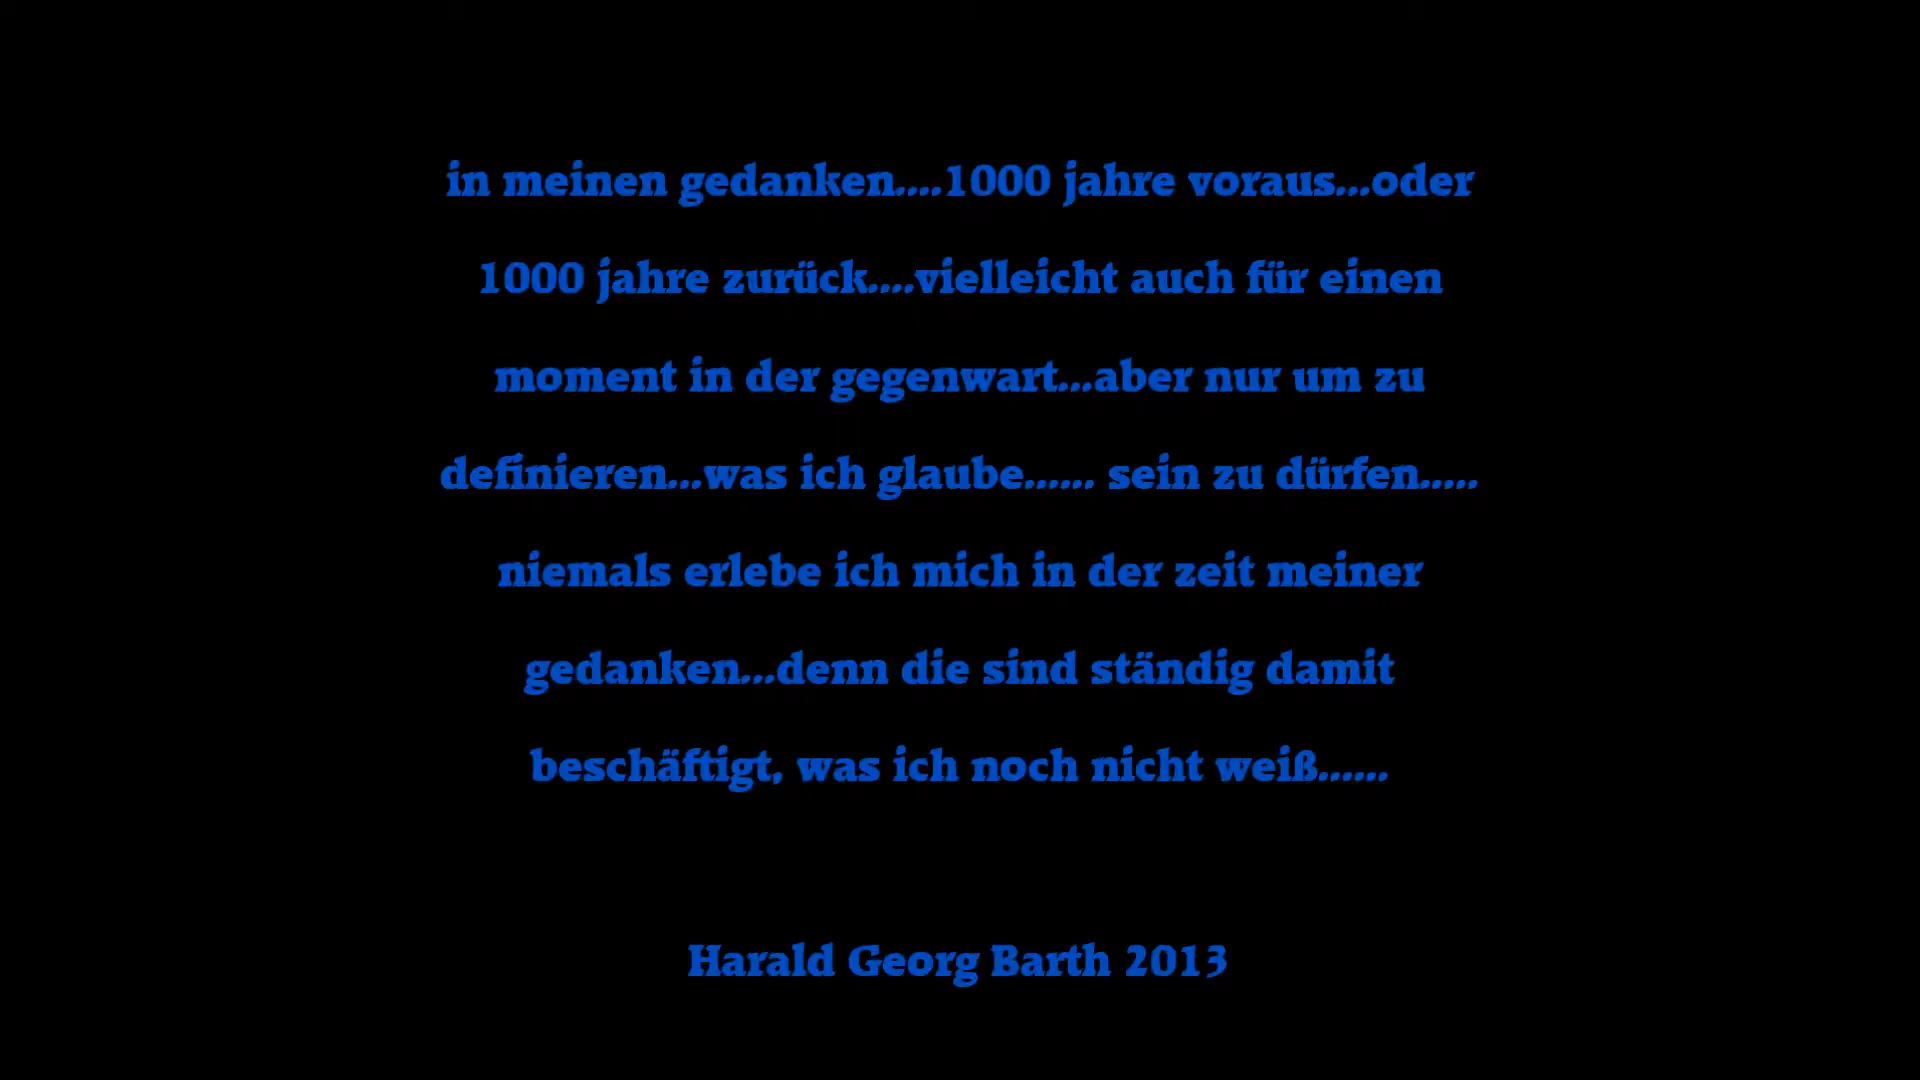 in meinen gedanken....1000 jahre voraus...oder
1000 jahre zurück....vielleicht auch für einen
moment in der gegenwart...aber nur um zu
definieren...was ich glaube...... sein zu dürfen.....
niemals erlebe ich mich in der zeit meiner
gedanken...denn die sind ständig damit
beschäftigt, was ich noch nicht weiß......
Harald Georg Barth 2013